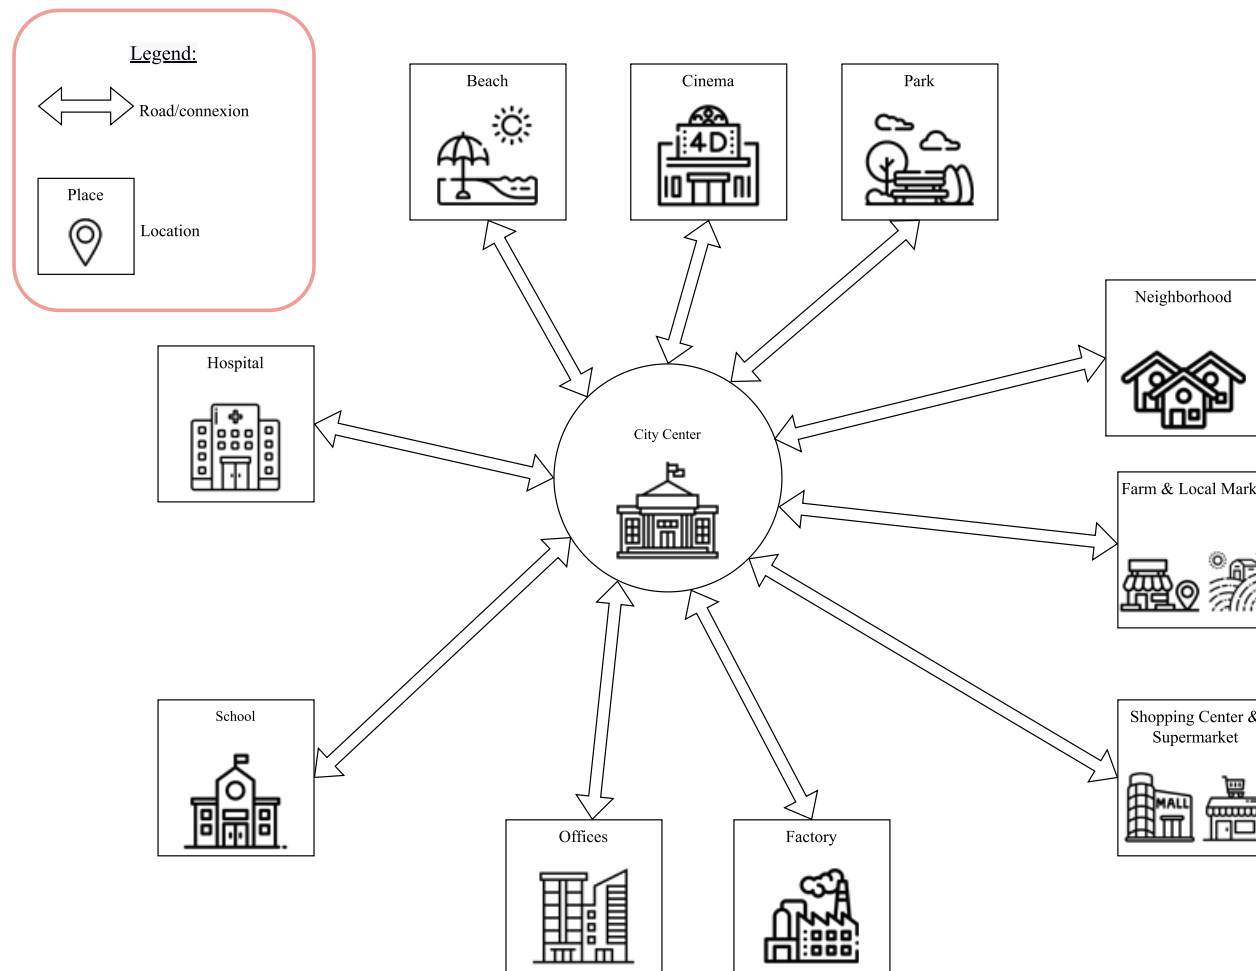 Legend:
Road/connexion
Place
Location
Beach
Cinema
4D
Park
Neighborhood
Hospital
City Center
Farm & Local Mark
School
Shopping Center &
Supermarket
MALL
Offices
Factory